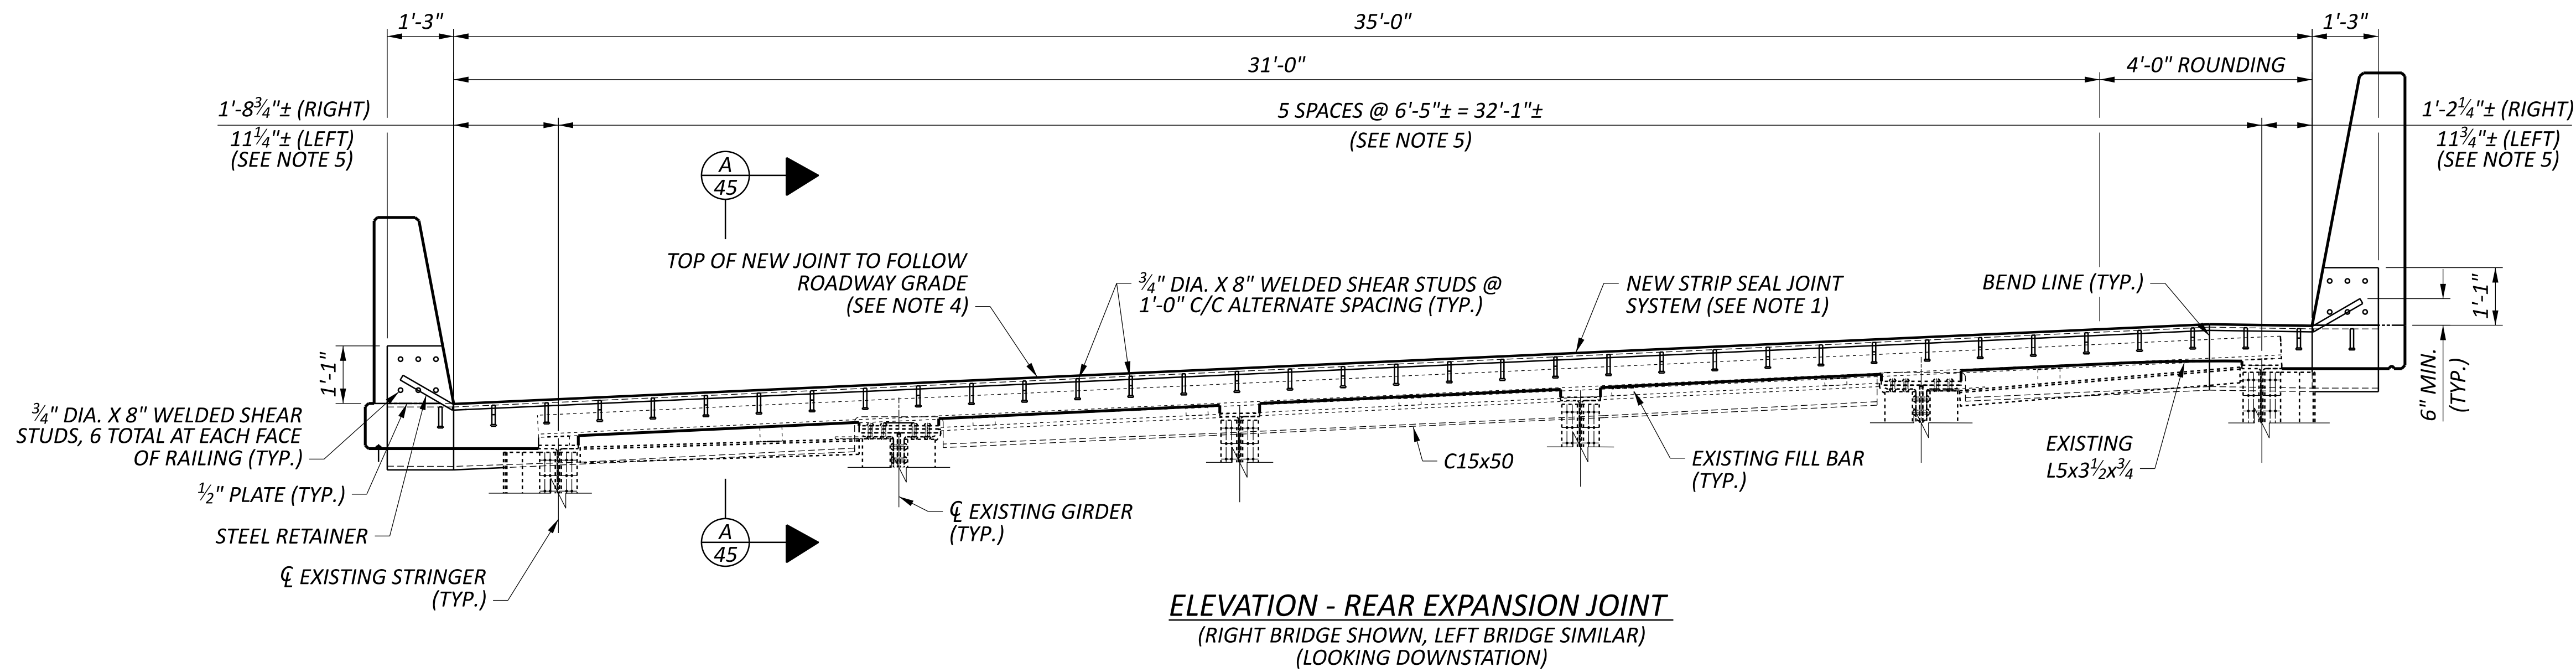 1'-3"
35'-0"
1'-3"
31'-0"
4'-0" ROUNDING
1'-8¾"± (RIGHT)
11¼"± (LEFT)
(SEE NOTE 5)
5 SPACES @ 6'-5"± = 32'-1"±
(SEE NOTE 5)
1'-2¼"± (RIGHT)
11¾"± (LEFT)
(SEE NOTE 5)
A
45
TOP OF NEW JOINT TO FOLLOW
ROADWAY GRADE
(SEE NOTE 4)
¾" DIA. X 8" WELDED SHEAR STUDS @
1'-0" C/C ALTERNATE SPACING (TYP.)
NEW STRIP SEAL JOINT
SYSTEM (SEE NOTE 1)
BEND LINE (TYP.)
1'-1"
6" MIN.
(TYP.)
1'-1"
¾" DIA. X 8" WELDED SHEAR
STUDS, 6 TOTAL AT EACH FACE
OF RAILING (TYP.)
½" PLATE (TYP.)
STEEL RETAINER
℄ EXISTING STRINGER
(TYP.)
A
45
℄ EXISTING GIRDER
(TYP.)
C15x50
EXISTING FILL BAR
(TYP.)
EXISTING
L5x3½x¾
ELEVATION - REAR EXPANSION JOINT
(RIGHT BRIDGE SHOWN, LEFT BRIDGE SIMILAR)
(LOOKING DOWNSTATION)